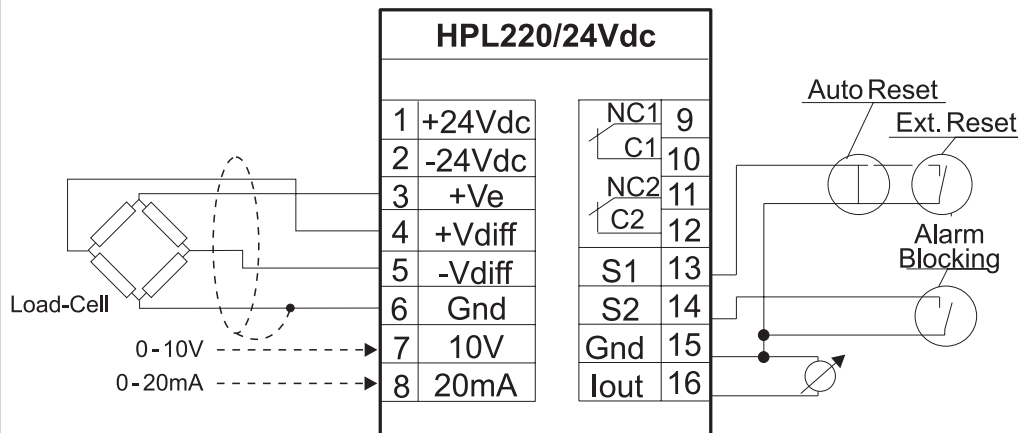 HPL220/24Vdc
1 +24Vdc
2 -24Vdc
3 +Ve
4 +Vdiff
5 -Vdiff
6 Gnd
7 10V
8 20mA
Load-Cell
0-10V
0-20mA
NC1 9
C1 10
NC2 11
C2 12
S1 13
S2 14
Gnd 15
Iout 16
Auto Reset
Ext. Reset
Alarm
Blocking